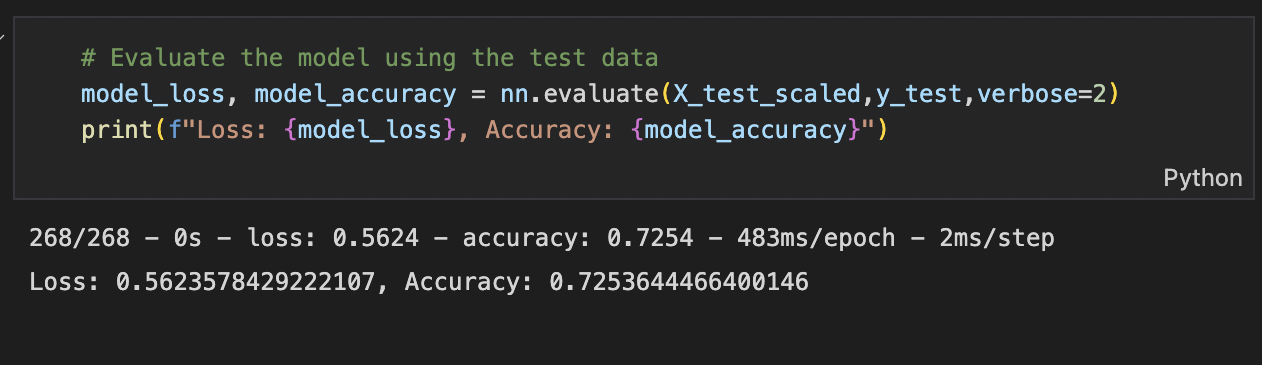 # Evaluate the model using the test data
model_loss, model_accuracy = nn.evaluate(X_test_scaled,y_test,verbose=2)
print(f"Loss: {model_loss}, Accuracy: {model_accuracy}")
Python
268/268 - 0s - loss: 0.5624 - accuracy: 0.7254 - 483ms/epoch - 2ms/step
Loss: 0.5623578429222107, Accuracy: 0.7253644466400146